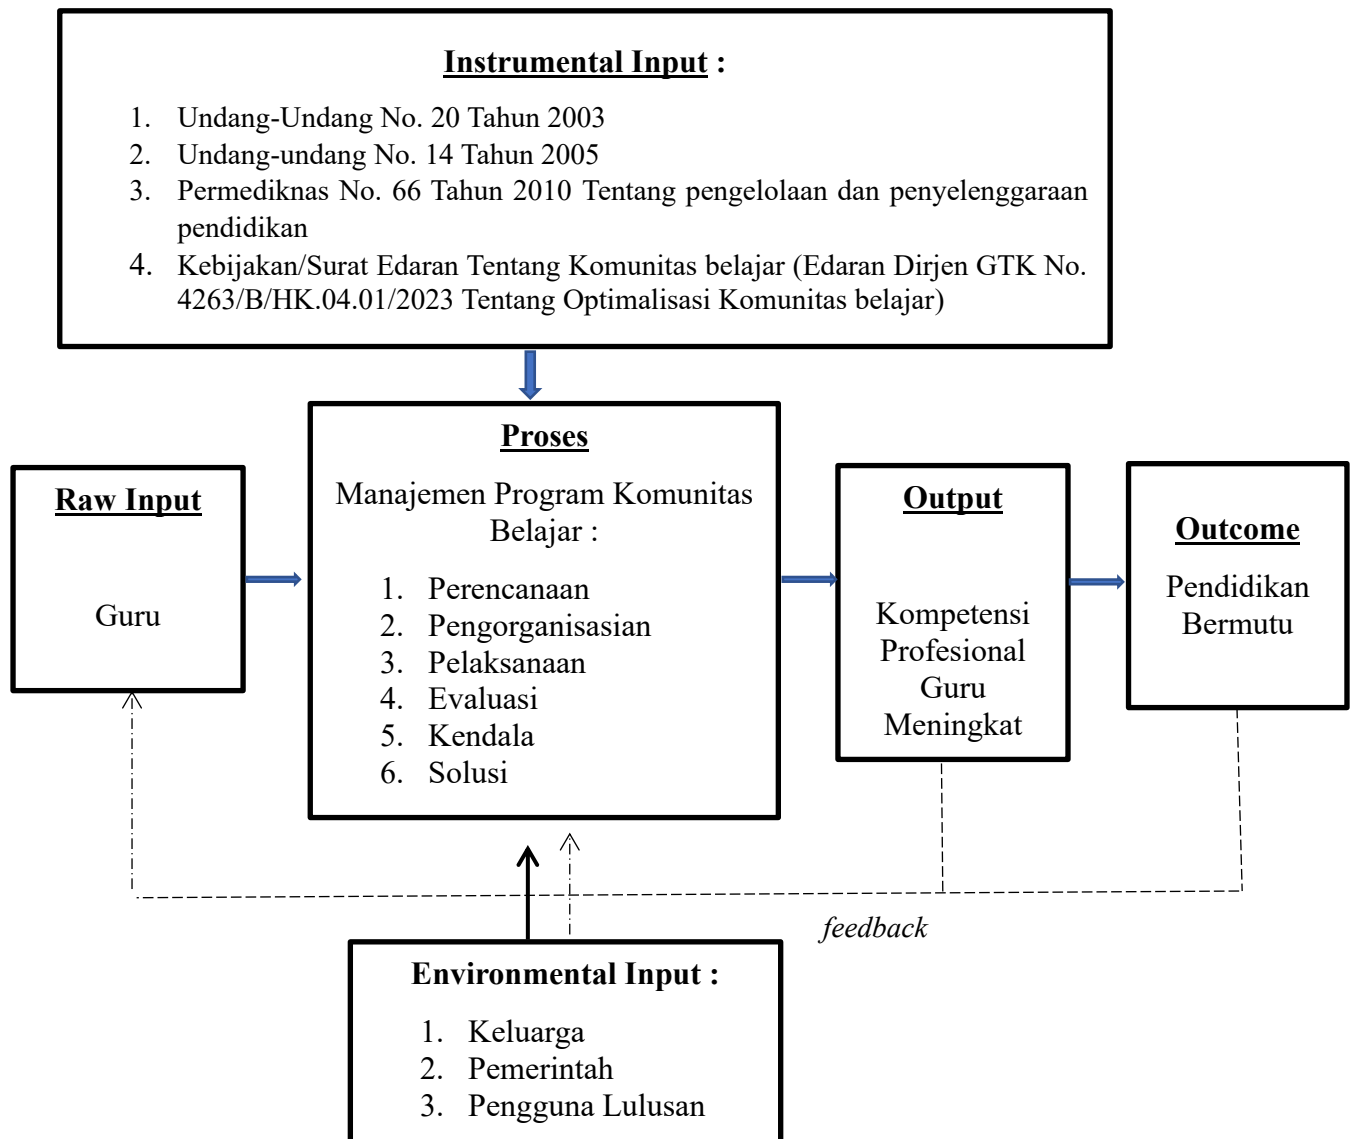 Instrumental Input :
1. Undang-Undang No. 20 Tahun 2003
2. Undang-undang No. 14 Tahun 2005
3. Permediknas No. 66 Tahun 2010 Tentang pengelolaan dan penyelenggaraan
pendidikan
4. Kebijakan/Surat Edaran Tentang Komunitas belajar (Edaran Dirjen GTK No.
4263/B/HK.04.01/2023 Tentang Optimalisasi Komunitas belajar)
Raw Input
Guru
Proses
Manajemen Program Komunitas
Belajar :
1. Perencanaan
2. Pengorganisasian
3. Pelaksanaan
4. Evaluasi
5. Kendala
6. Solusi
Output
Kompetensi
Profesional
Guru
Meningkat
Outcome
Pendidikan
Bermutu
feedback
Environmental Input :
1. Keluarga
2. Pemerintah
3. Pengguna Lulusan